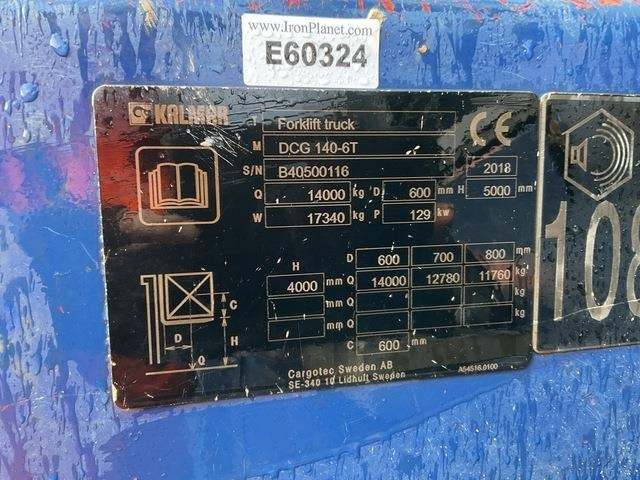 www.IronPlanet.com
E60324
KALMAR
T Forklift truck
M DCG 140-6T
S/N B40500116 2018
Q 14000 kg D 600 mm H 5000 mm
W 17340 kg P 129 kw
CE
H
4000 mm
mm
mm
D 600 700 800 mm
Q 14000 12780 11760 kg
Q kg
Q kg
C 600 mm
C
D
Q
H
Cargotec Sweden AB
SE-340 10 Lidhult Sweden
A54516.0100
108